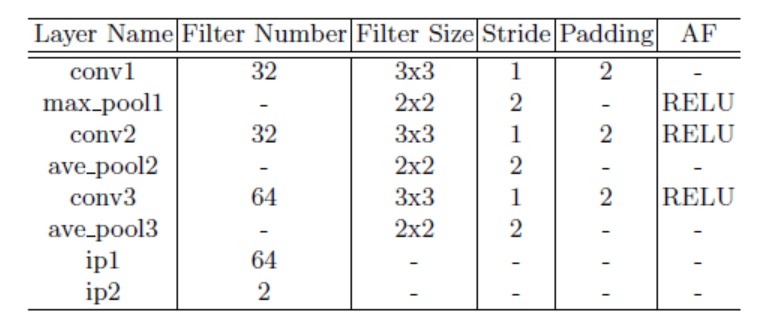 Layer Name Filter Number Filter Size Stride Padding AF
conv1 32 3x3 1 2 -
max_pool1 - 2x2 2 - RELU
conv2 32 3x3 1 2 RELU
ave_pool2 - 2x2 2 - -
conv3 64 3x3 1 2 RELU
ave_pool3 - 2x2 2 - -
ip1 64 - - - -
ip2 2 - - - -